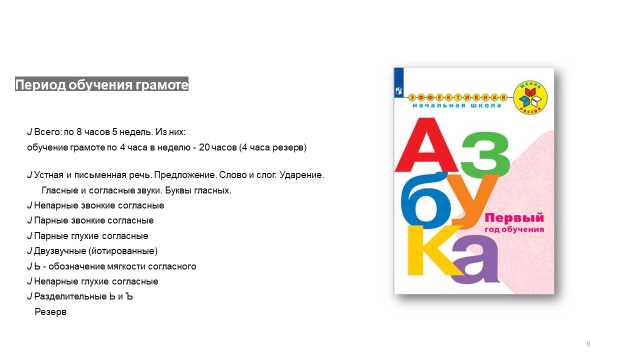 Период обучения грамоте
J Всего: по 8 часов 5 недель. Из них:
обучение грамоте по 4 часа в неделю - 20 часов (4 часа резерв)
J Устная и письменная речь. Предложение. Слово и слог. Ударение.
Гласные и согласные звуки. Буквы гласных.
J Непарные звонкие согласные
J Парные звонкие согласные
J Парные глухие согласные
J Двузвучные (йотированные)
J Ь - обозначение мягкости согласного
J Непарные глухие согласные
J Разделительные Ь и Ъ
Резерв
ЭФФЕКТИВНАЯ
начальная школа
ШКОЛА
РОССИИ
Азбука
Первый
год обучения
9